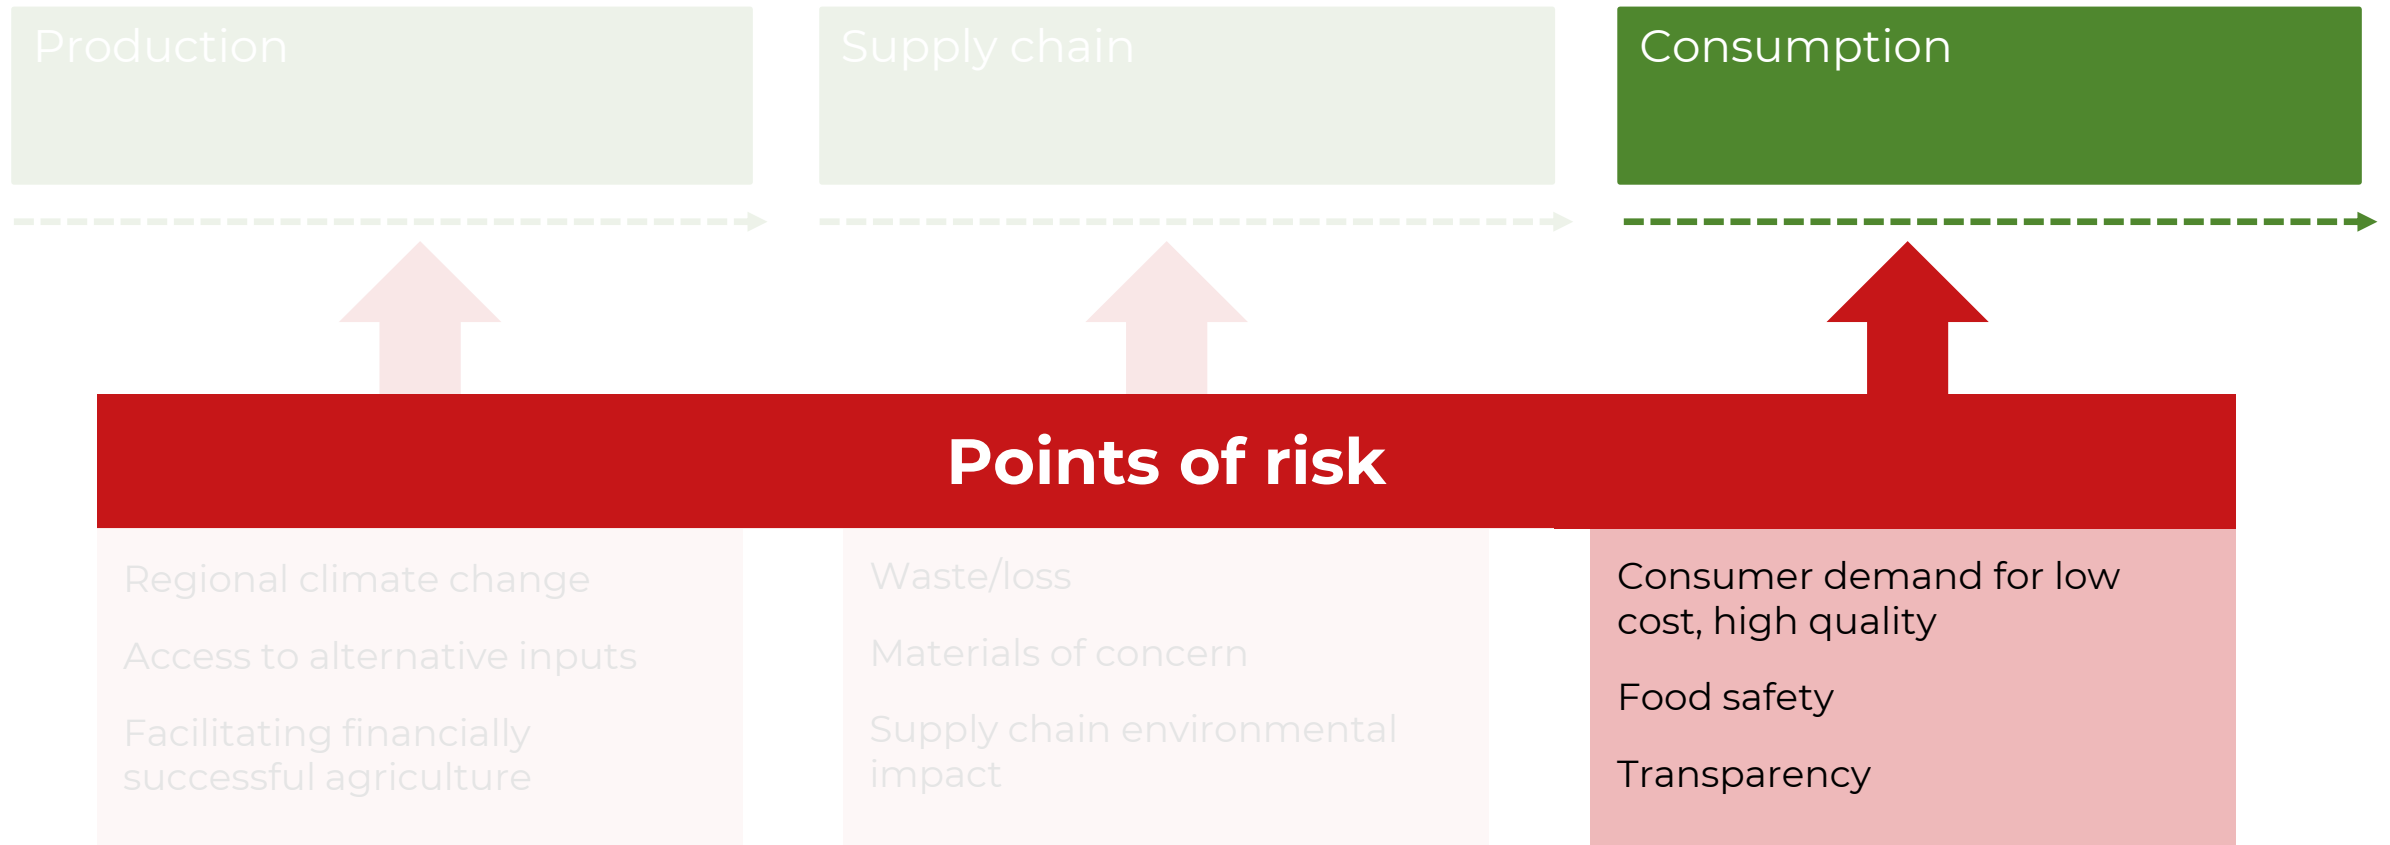 Production
Supply chain
Consumption
Points of risk
Regional climate change
Access to alternative inputs
Facilitating financially
successful agriculture
Waste/loss
Materials of concern
Supply chain environmental
impact
Consumer demand for low
cost, high quality
Food safety
Transparency